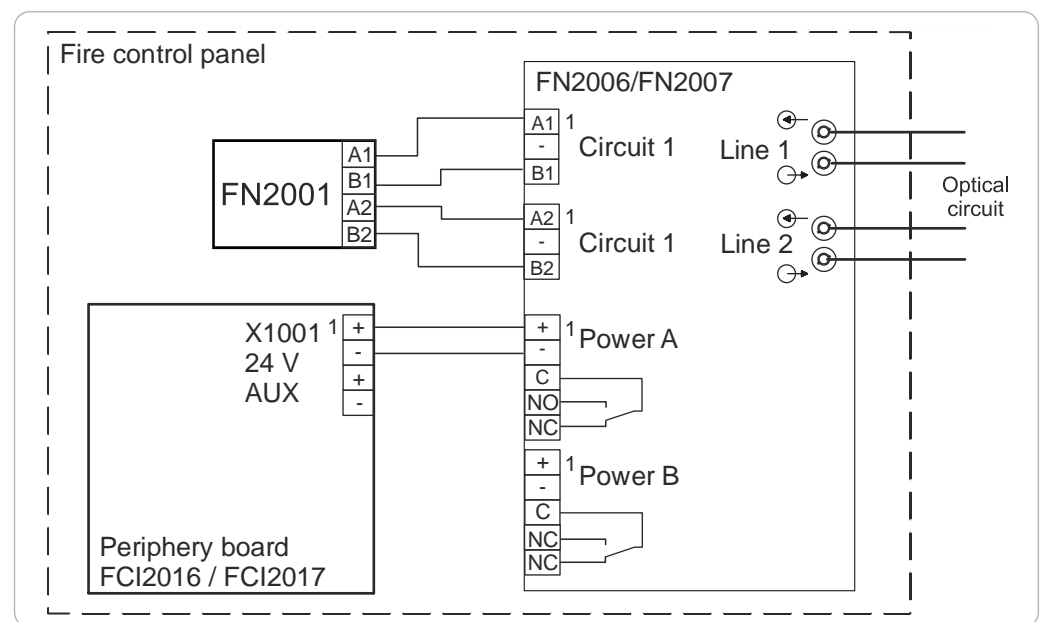 Fire control panel
FN2001
A1
B1
A2
B2
FN2006/FN2007
A1 1
-
B1
Circuit 1
Line 1
A2 1
-
B2
Circuit 1
Line 2
Optical
circuit
X1001
24 V
AUX
1 +
-
+
-
Periphery board
FCI2016 / FCI2017
+ 1
-
C
NO
NC
Power A
+ 1
-
C
NC
NC
Power B